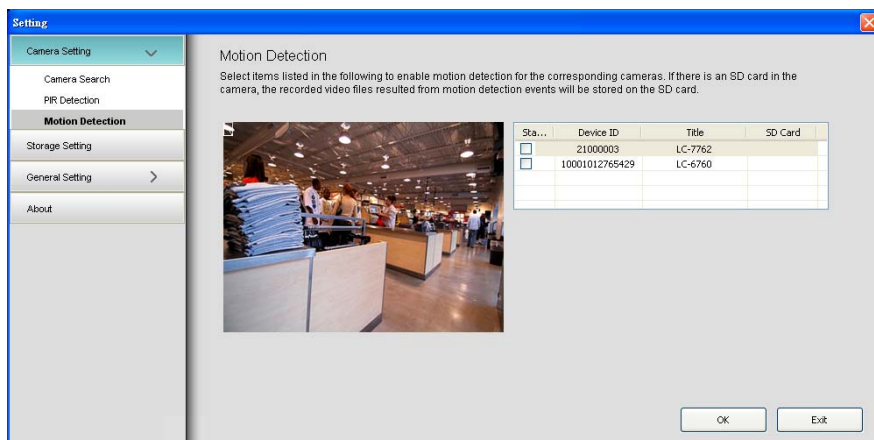 Setting
Camera Setting
Camera Search
PIR Detection
Motion Detection
Storage Setting
General Setting
About
Motion Detection
Select items listed in the following to enable motion detection for the corresponding cameras. If there is an SD card in the
camera, the recorded video files resulted from motion detection events will be stored on the SD card.
Sta... Device ID Title SD Card
21000003 LC-7762
10001012765429 LC-6760
OK Exit